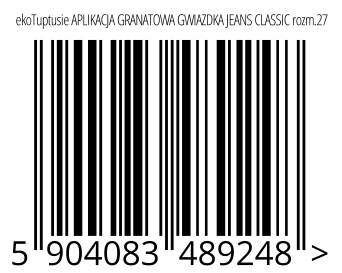 ekoTuptusie APLIKACJA GRANATOWA GWIAZDKA JEANS CLASSIC rozm.27
5 904083 489248 >